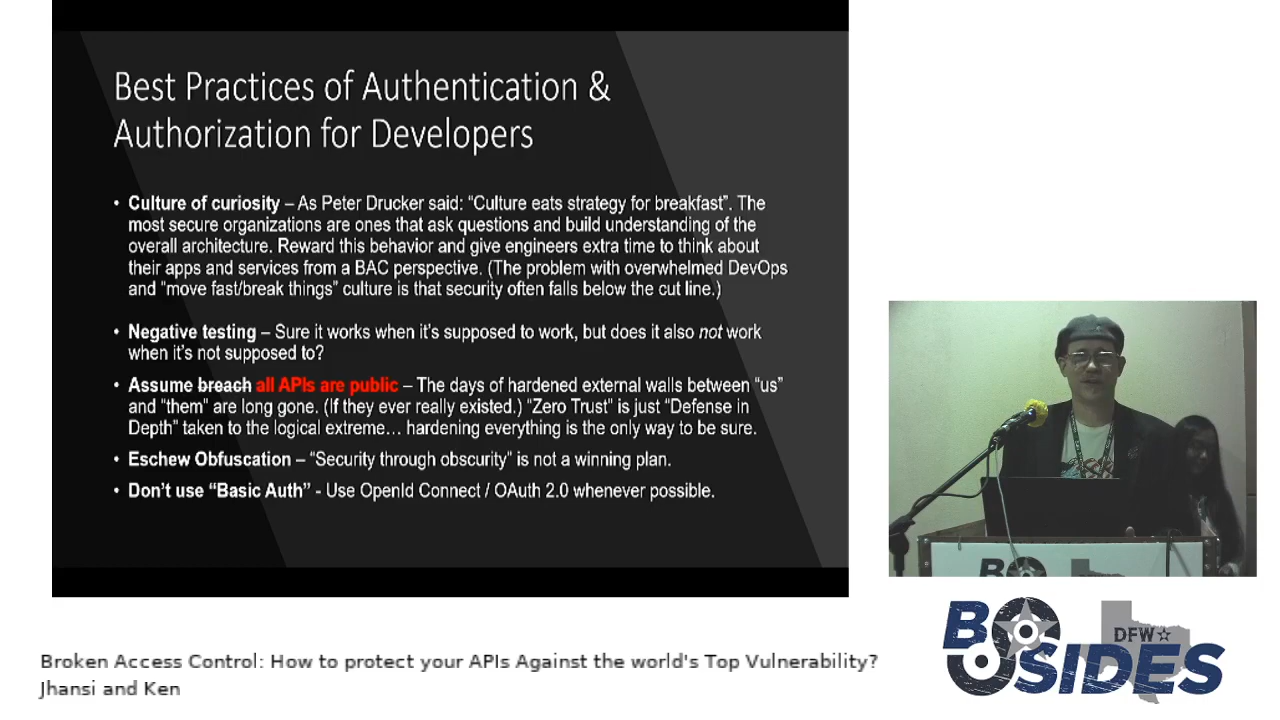 Best Practices of Authentication &
Authorization for Developers
• Culture of curiosity – As Peter Drucker said: “Culture eats strategy for breakfast”. The
most secure organizations are ones that ask questions and build understanding of the
overall architecture. Reward this behavior and give engineers extra time to think about
their apps and services from a BAC perspective. (The problem with overwhelmed DevOps
and “move fast/break things” culture is that security often falls below the cut line.)
• Negative testing – Sure it works when it’s supposed to work, but does it also not work
when it’s not supposed to?
• Assume breach all APIs are public – The days of hardened external walls between “us”
and “them” are long gone. (If they ever really existed.) “Zero Trust” is just “Defense in
Depth” taken to the logical extreme… hardening everything is the only way to be sure.
• Eschew Obfuscation – “Security through obscurity” is not a winning plan.
• Don’t use “Basic Auth” - Use OpenId Connect / OAuth 2.0 whenever possible.
BSIDES
DFW
Broken Access Control: How to protect your APIs Against the world's Top Vulnerability?
Jhansi and Ken